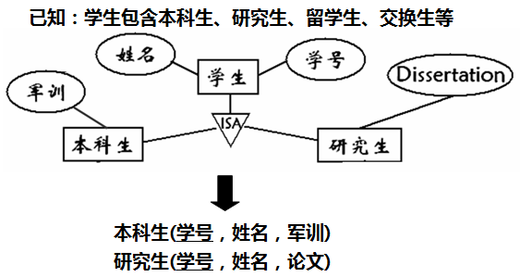 已知：学生包含本科生、研究生、留学生、交换生等
姓名
学生
学号
Dissertation
军训
ISA
本科生
研究生
本科生(学号，姓名，军训)
研究生(学号，姓名，论文)